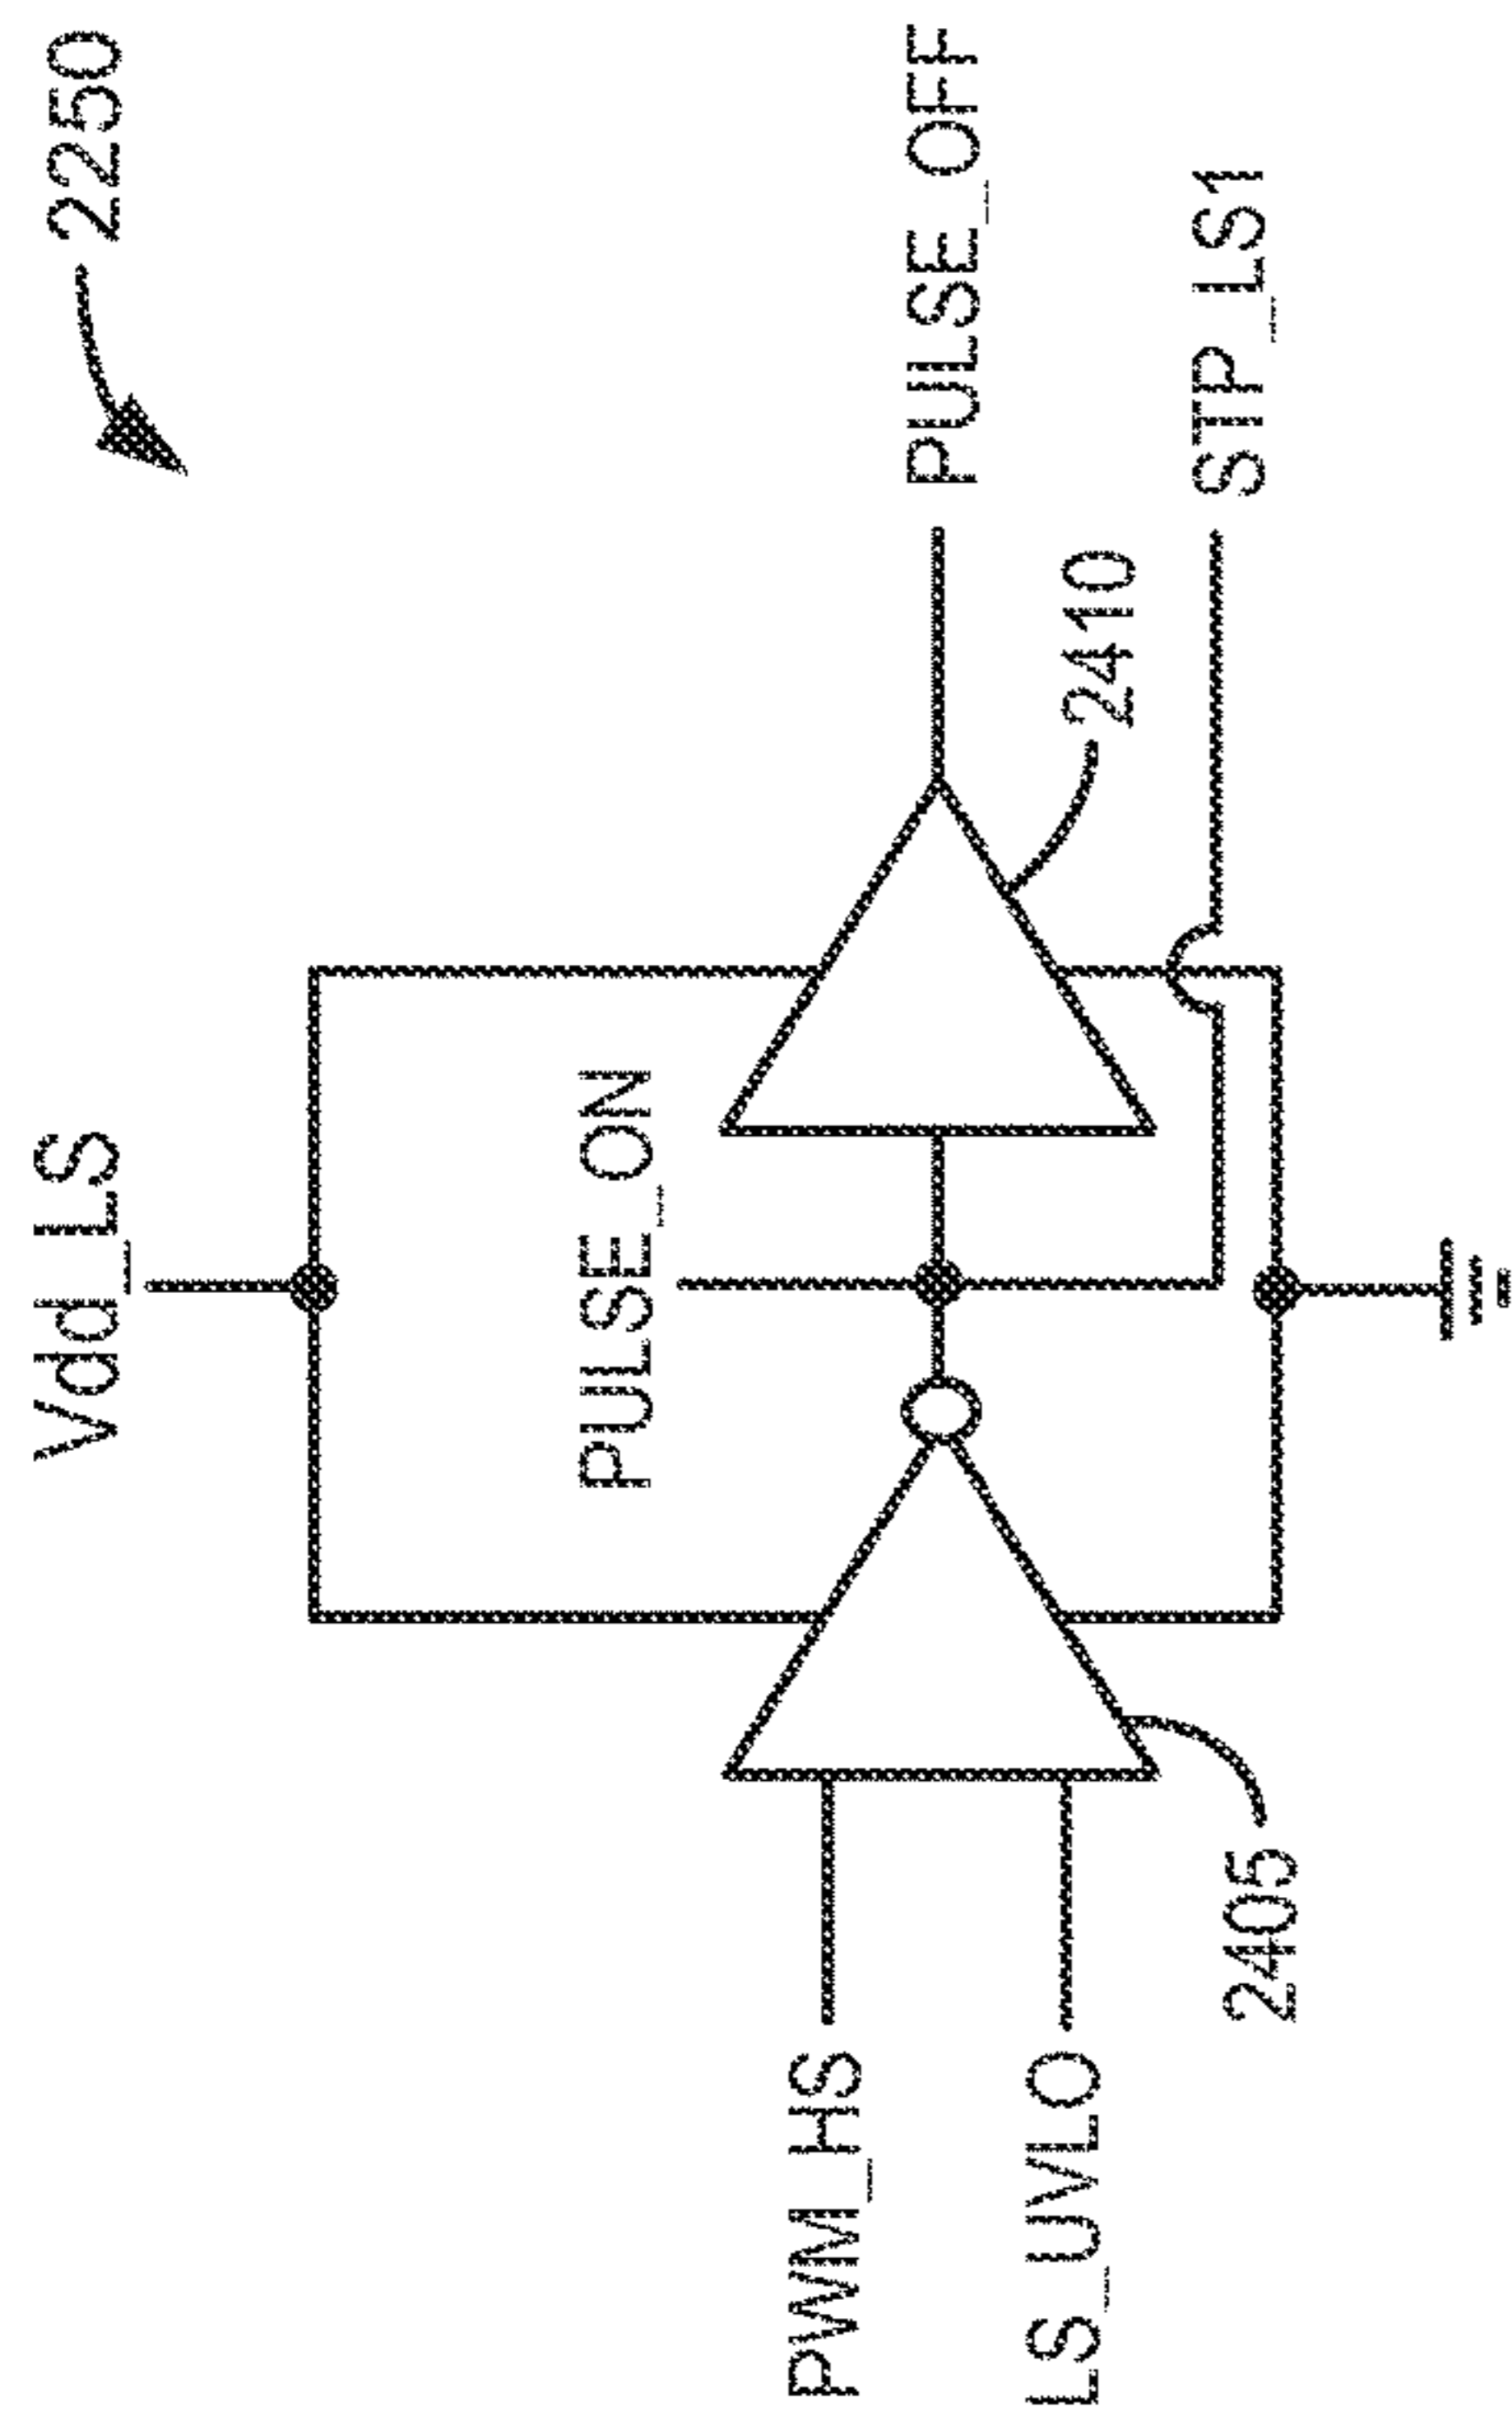 2250
Vdd_LS
PULSE_ON
PWM_HS
PULSE_OFF
LS_UVLO
2410
STP_LS1
2405